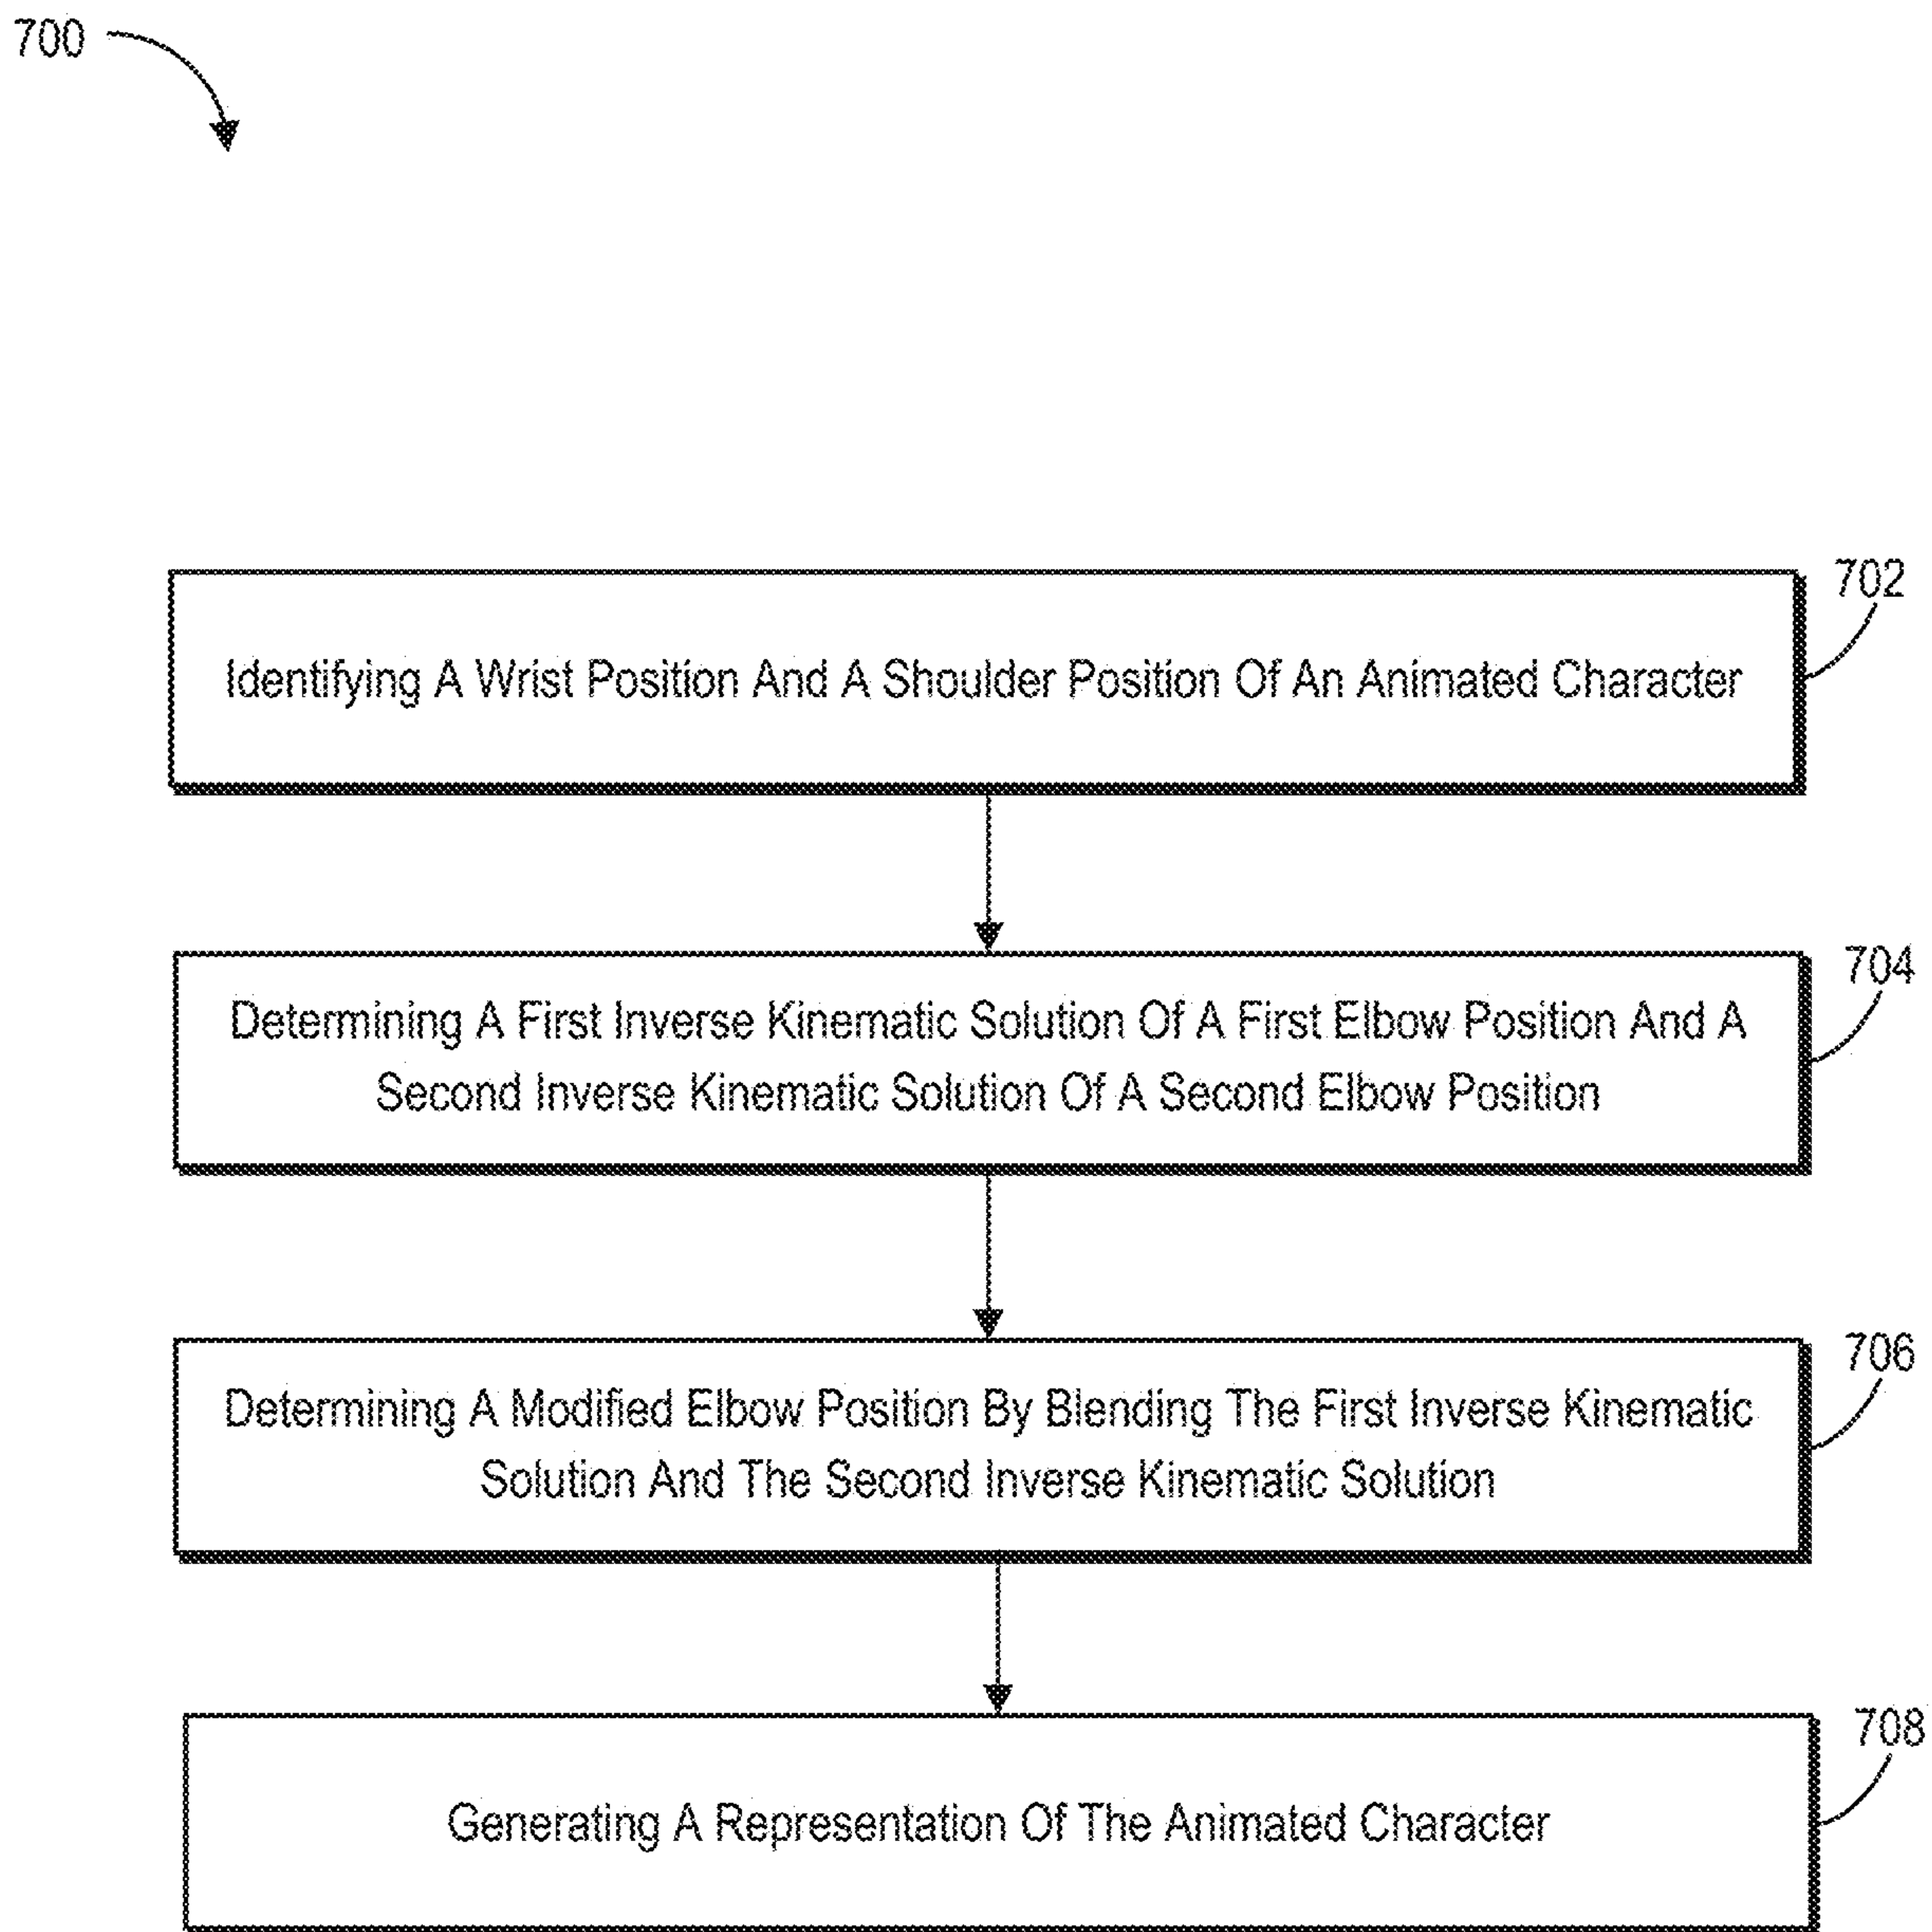 700
702
Identifying A Wrist Position And A Shoulder Position Of An Animated Character
704
Determining A First Inverse Kinematic Solution Of A First Elbow Position And A
Second Inverse Kinematic Solution Of A Second Elbow Position
706
Determining A Modified Elbow Position By Blending The First Inverse Kinematic
Solution And The Second Inverse Kinematic Solution
708
Generating A Representation Of The Animated Character